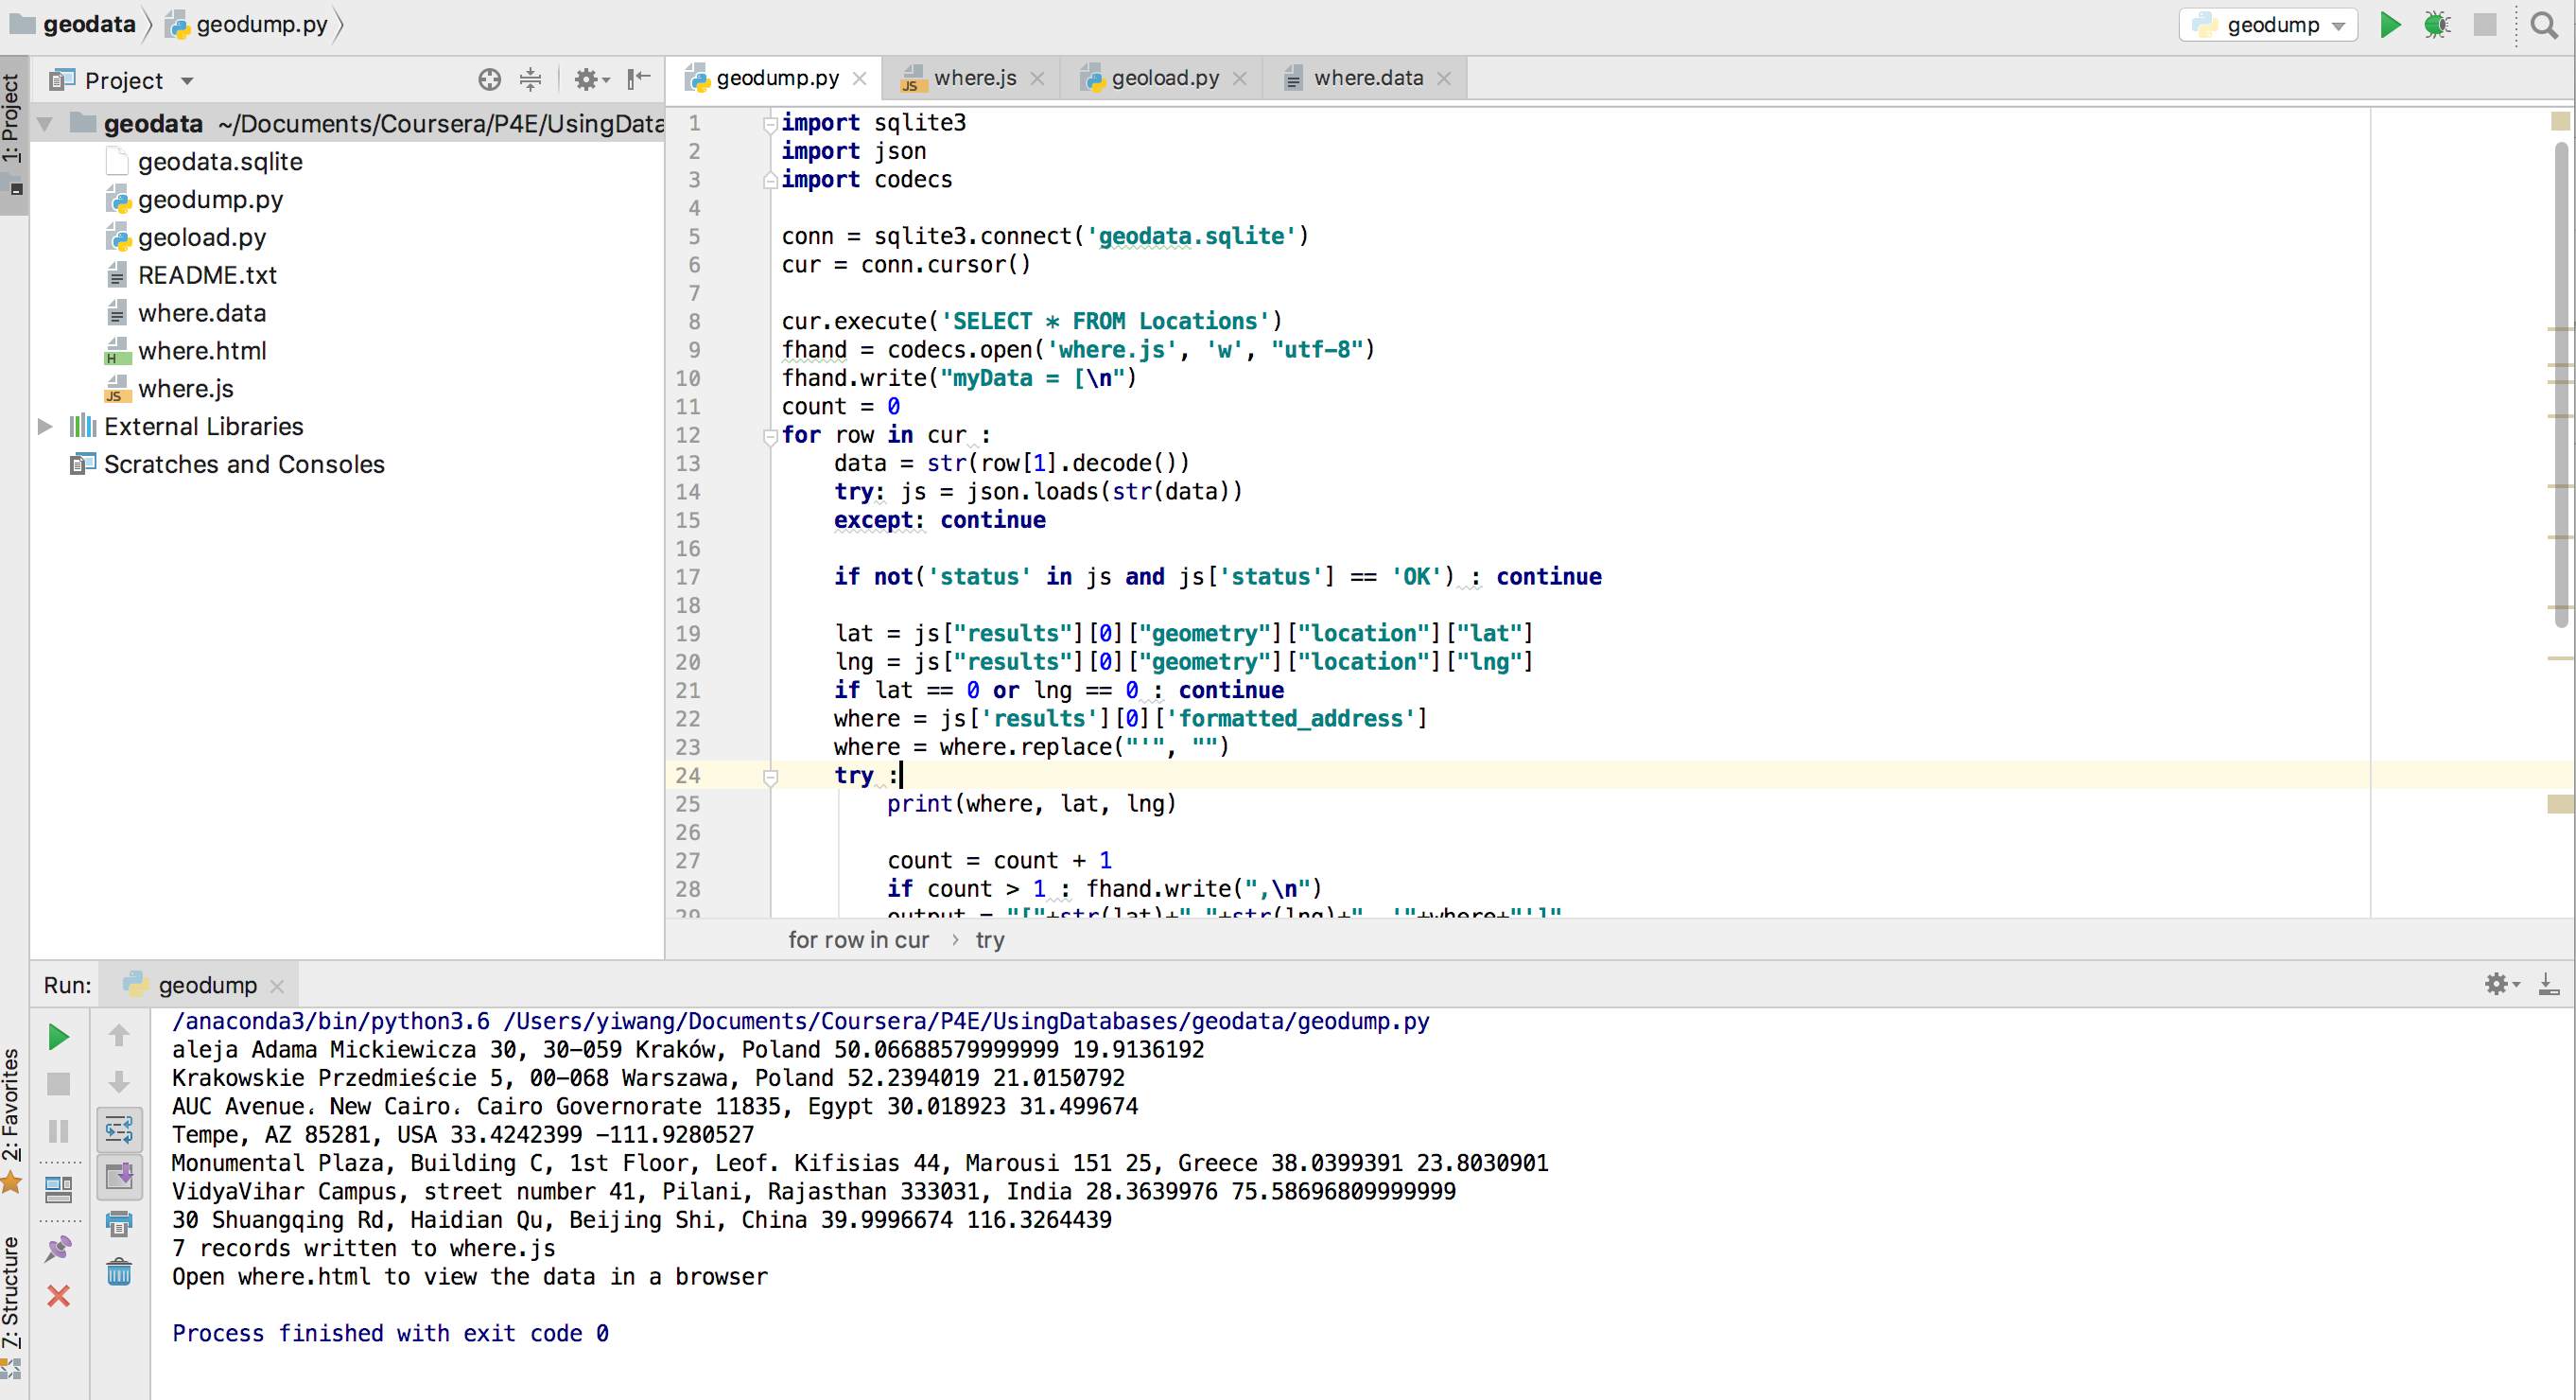 geodata geodump.py
geodump
1: Project
Project
geodump.py where.js geoload.py where.data
geodata ~/Documents/Coursera/P4E/UsingData
geodata.sqlite
geodump.py
geoload.py
README.txt
where.data
where.html
where.js
External Libraries
Scratches and Consoles
1 import sqlite3
2 import json
3 import codecs
4
5 conn = sqlite3.connect('geodata.sqlite')
6 cur = conn.cursor()
7
8 cur.execute('SELECT * FROM Locations')
9 fhand = codecs.open('where.js', 'w', "utf-8")
10 fhand.write("myData = [\n")
11 count = 0
12 for row in cur :
13 data = str(row[1].decode())
14 try: js = json.loads(str(data))
15 except: continue
16
17 if not('status' in js and js['status'] == 'OK') : continue
18
19 lat = js["results"][0]["geometry"]["location"]["lat"]
20 lng = js["results"][0]["geometry"]["location"]["lng"]
21 if lat == 0 or lng == 0 : continue
22 where = js['results'][0]['formatted_address']
23 where = where.replace("'", "")
24 try :
25 print(where, lat, lng)
26
27 count = count + 1
28 if count > 1 : fhand.write(",\n")
29 output = "["+str(lat)+","+str(lng)+", '"+where+"']"
for row in cur › try
Run: geodump
/anaconda3/bin/python3.6 /Users/yiwang/Documents/Coursera/P4E/UsingDatabases/geodata/geodump.py
aleja Adama Mickiewicza 30, 30-059 Kraków, Poland 50.06688579999999 19.9136192
Krakowskie Przedmieście 5, 00-068 Warszawa, Poland 52.2394019 21.0150792
AUC Avenue، New Cairo، Cairo Governorate 11835, Egypt 30.018923 31.499674
Tempe, AZ 85281, USA 33.4242399 -111.9280527
Monumental Plaza, Building C, 1st Floor, Leof. Kifisias 44, Marousi 151 25, Greece 38.0399391 23.8030901
VidyaVihar Campus, street number 41, Pilani, Rajasthan 333031, India 28.3639976 75.58696809999999
30 Shuangqing Rd, Haidian Qu, Beijing Shi, China 39.9996674 116.3264439
7 records written to where.js
Open where.html to view the data in a browser
Process finished with exit code 0
2: Favorites
7: Structure